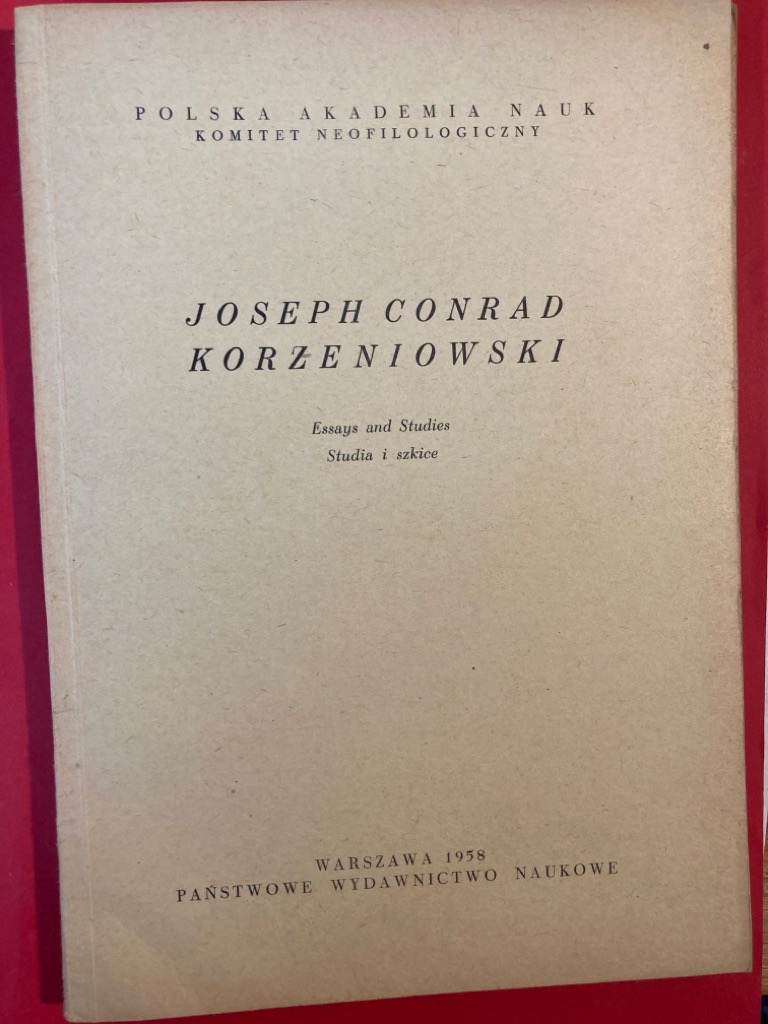 POLSKA AKADEMIA NAUK
KOMITET NEOFILOLOGICZNY
JOSEPH CONRAD
KORZENIOWSKI
Essays and Studies
Studia i szkice
WARSZAWA 1958
PAŃSTWOWE WYDAWNICTWO NAUKOWE